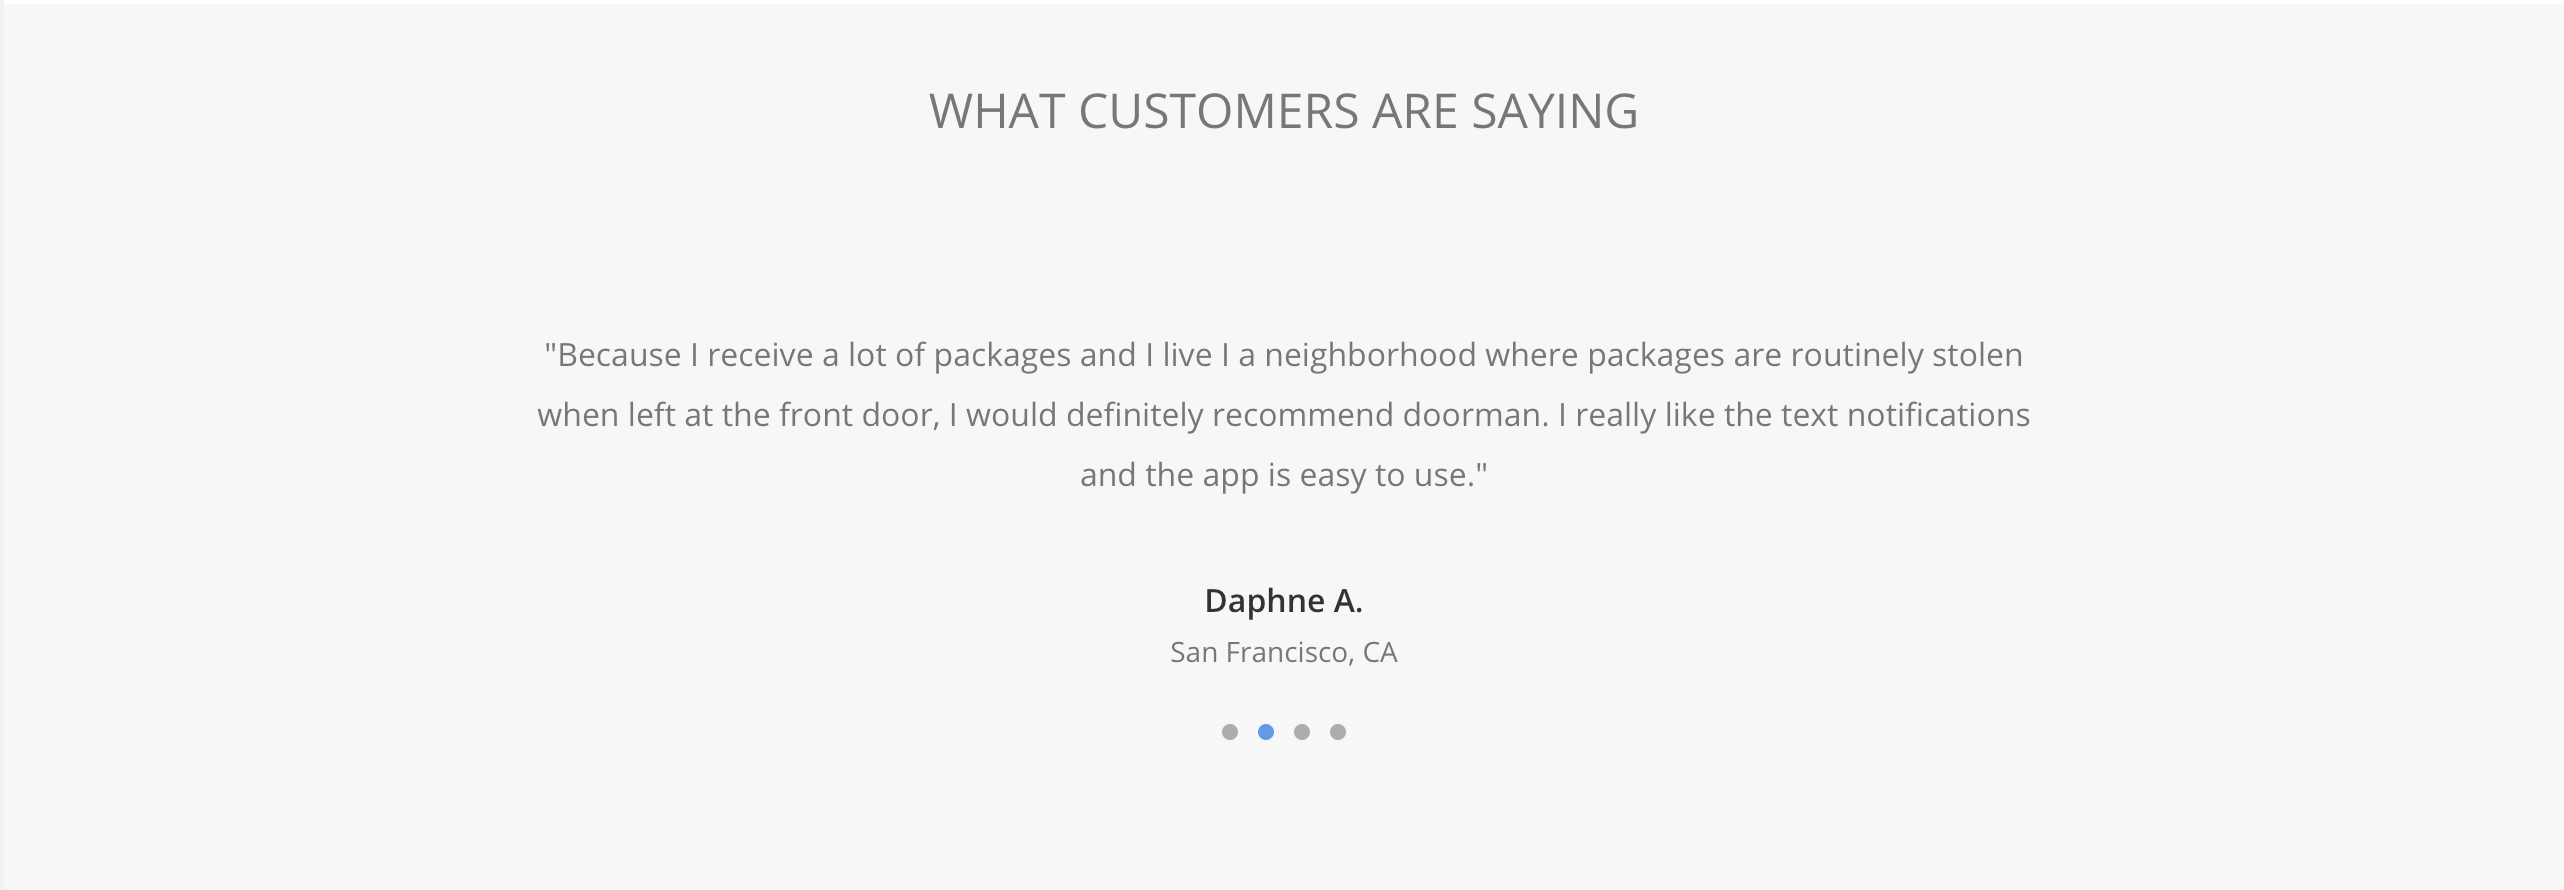 WHAT CUSTOMERS ARE SAYING
"Because I receive a lot of packages and I live I a neighborhood where packages are routinely stolen
when left at the front door, I would definitely recommend doorman. I really like the text notifications
and the app is easy to use."
Daphne A.
San Francisco, CA